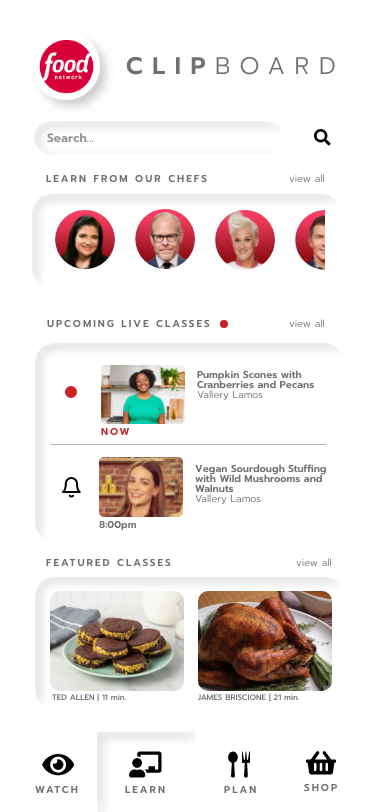 food
network
CLIPBOARD
Search...
LEARN FROM OUR CHEFS
view all
UPCOMING LIVE CLASSES
view all
Pumpkin Scones with
Cranberries and Pecans
Vallery Lamos
NOW
Vegan Sourdough Stuffing
with Wild Mushrooms and
Walnuts
Vallery Lamos
8:00pm
FEATURED CLASSES
view all
TED ALLEN | 11 min.
JAMES BRISCIONE | 21 min.
WATCH
LEARN
PLAN
SHOP